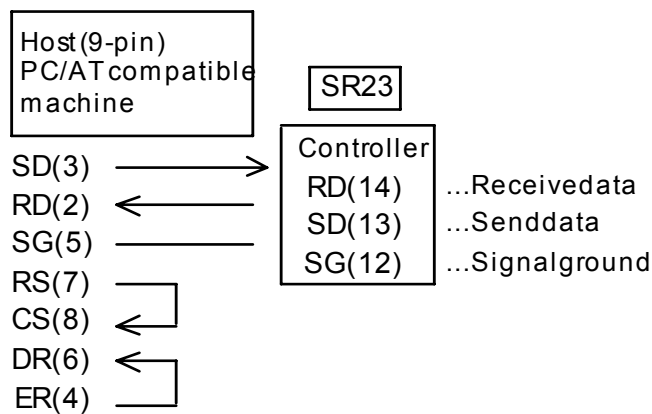 Host(9-pin)
PC/ATcompatible
machine
SR23
Controller
SD(3)
RD(14) ...Receivedata
RD(2)
SD(13) ...Senddata
SG(5)
SG(12) ...Signalground
RS(7)
CS(8)
DR(6)
ER(4)